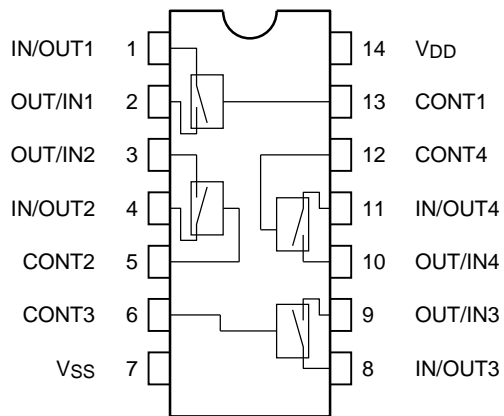 IN/OUT1 1 14 VDD
OUT/IN1 2 13 CONT1
OUT/IN2 3 12 CONT4
IN/OUT2 4 11 IN/OUT4
CONT2 5 10 OUT/IN4
CONT3 6 9 OUT/IN3
VSS 7 8 IN/OUT3